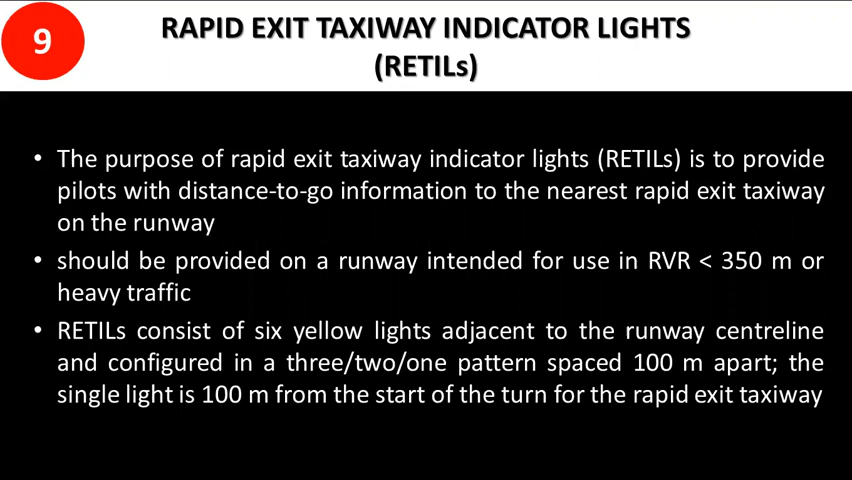 9
RAPID EXIT TAXIWAY INDICATOR LIGHTS
(RETILs)
• The purpose of rapid exit taxiway indicator lights (RETILs) is to provide
pilots with distance-to-go information to the nearest rapid exit taxiway
on the runway
• should be provided on a runway intended for use in RVR < 350 m or
heavy traffic
• RETILs consist of six yellow lights adjacent to the runway centreline
and configured in a three/two/one pattern spaced 100 m apart; the
single light is 100 m from the start of the turn for the rapid exit taxiway